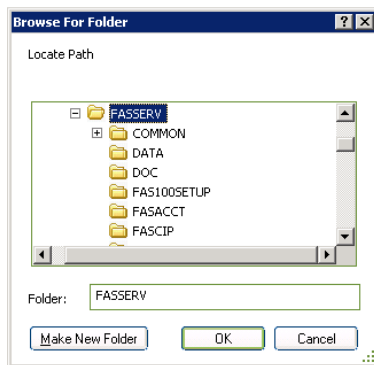 Browse For Folder
Locate Path
FASSERV
COMMON
DATA
DOC
FAS100SETUP
FASACCT
FASCIP
Folder: FASSERV
Make New Folder OK Cancel